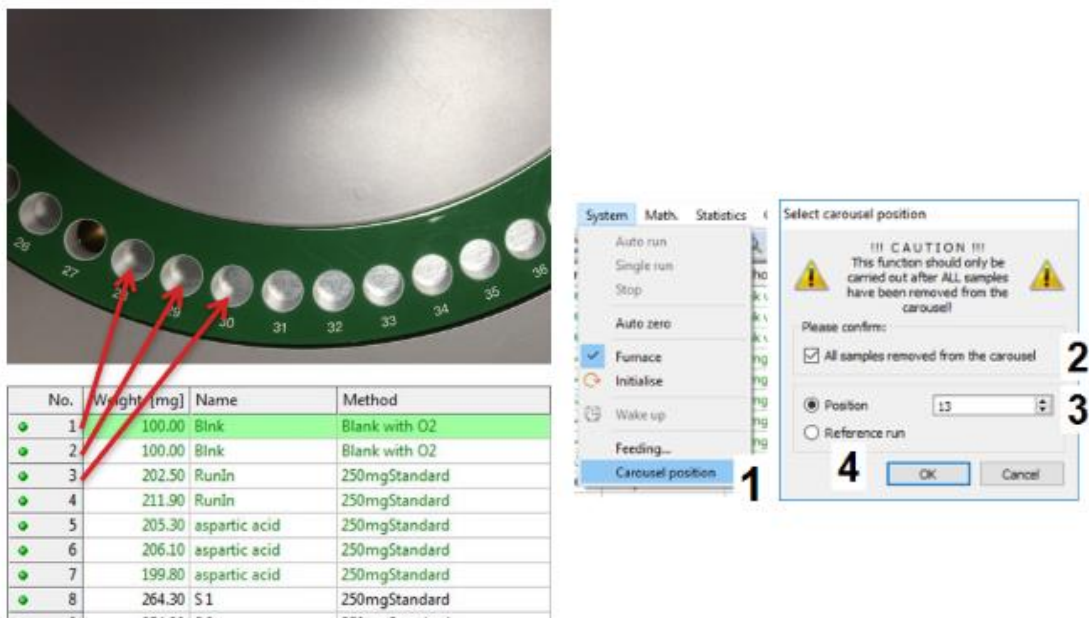 26
27
28
29
30
31
32
33
34
35
36
No. Weight [mg] Name Method
1 100.00 Blnk Blank with O2
2 100.00 Blnk Blank with O2
3 202.50 RunIn 250mgStandard
4 211.90 RunIn 250mgStandard
5 205.30 aspartic acid 250mgStandard
6 206.10 aspartic acid 250mgStandard
7 199.80 aspartic acid 250mgStandard
8 264.30 S 1 250mgStandard
System Math. Statistics
Auto run
Single run
Stop
Auto zero
Furnace
Initialise
Wake up
Feeding...
Carousel position
1
Select carousel position
!!! CAUTION !!!
This function should only be
carried out after ALL samples
have been removed from the
carousel!
Please confirm:
All samples removed from the carousel
2
Position 13
3
Reference run
4
OK Cancel